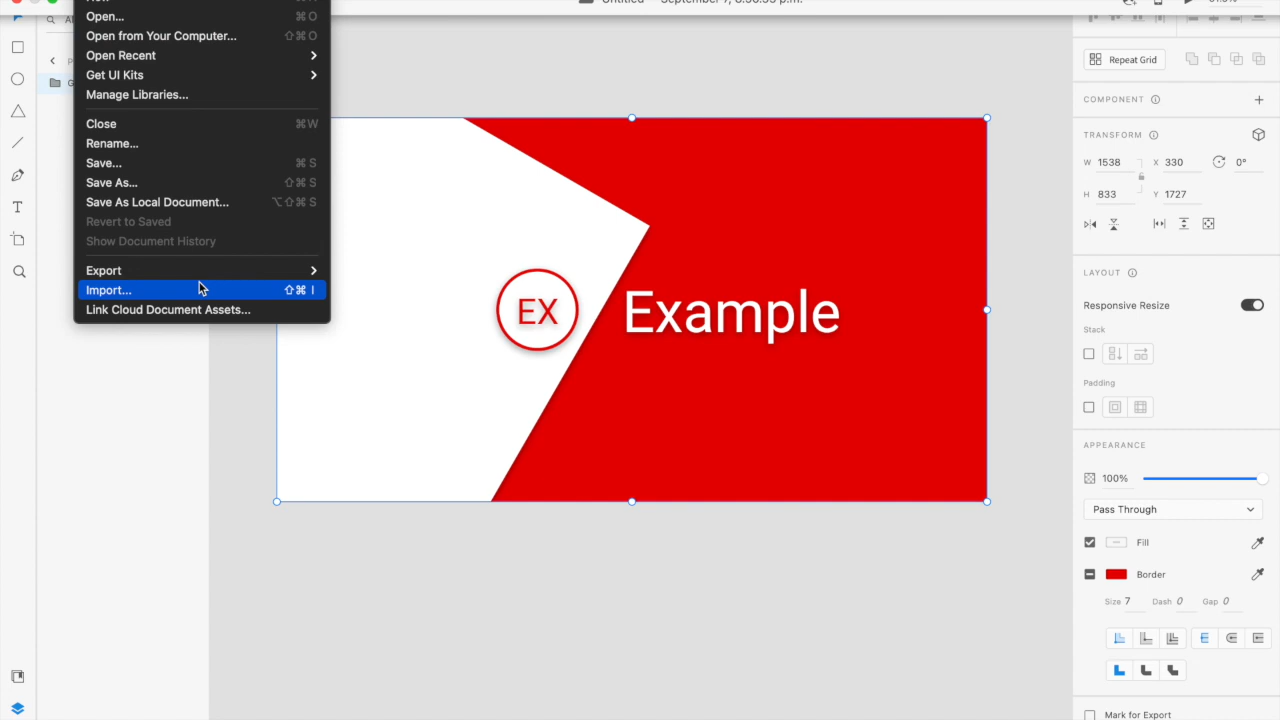 Open... ⌘ O
Open from Your Computer... ⇧ ⌘ O
Open Recent
Get UI Kits
Manage Libraries...
Close ⌘ W
Rename...
Save... ⌘ S
Save As... ⇧ ⌘ S
Save As Local Document... ⌥ ⇧ ⌘ S
Revert to Saved
Show Document History
Export
Import... ⇧ ⌘ I
Link Cloud Document Assets...
EX
Example
Repeat Grid
COMPONENT
TRANSFORM
W 1538 X 330 0°
H 833 Y 1727
LAYOUT
Responsive Resize
Stack
Padding
APPEARANCE
100%
Pass Through
Fill
Border
Size 7 Dash 0 Gap 0
Mark for Export